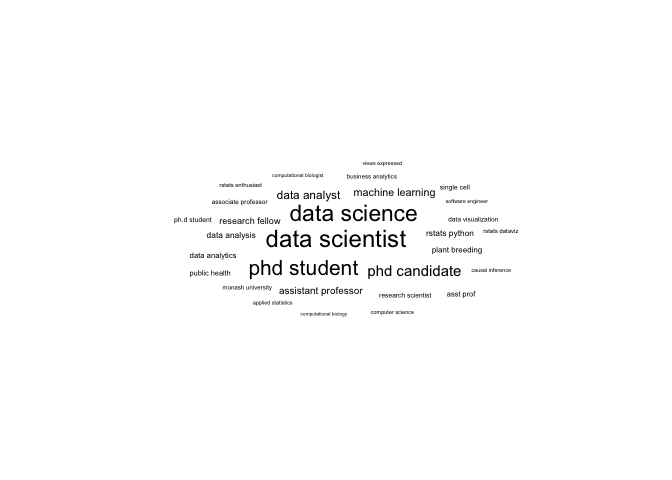 views expressed
computational biologist
business analytics
rstats enthusiast
single cell
data analyst
machine learning
associate professor
software engineer
data science
ph.d student
research fellow
data visualization
data analysis
data scientist
rstats python
rstats dataviz
plant breeding
data analytics
phd student
phd candidate
public health
causal inference
monash university
assistant professor
research scientist
asst prof
applied statistics
computational biology
computer science